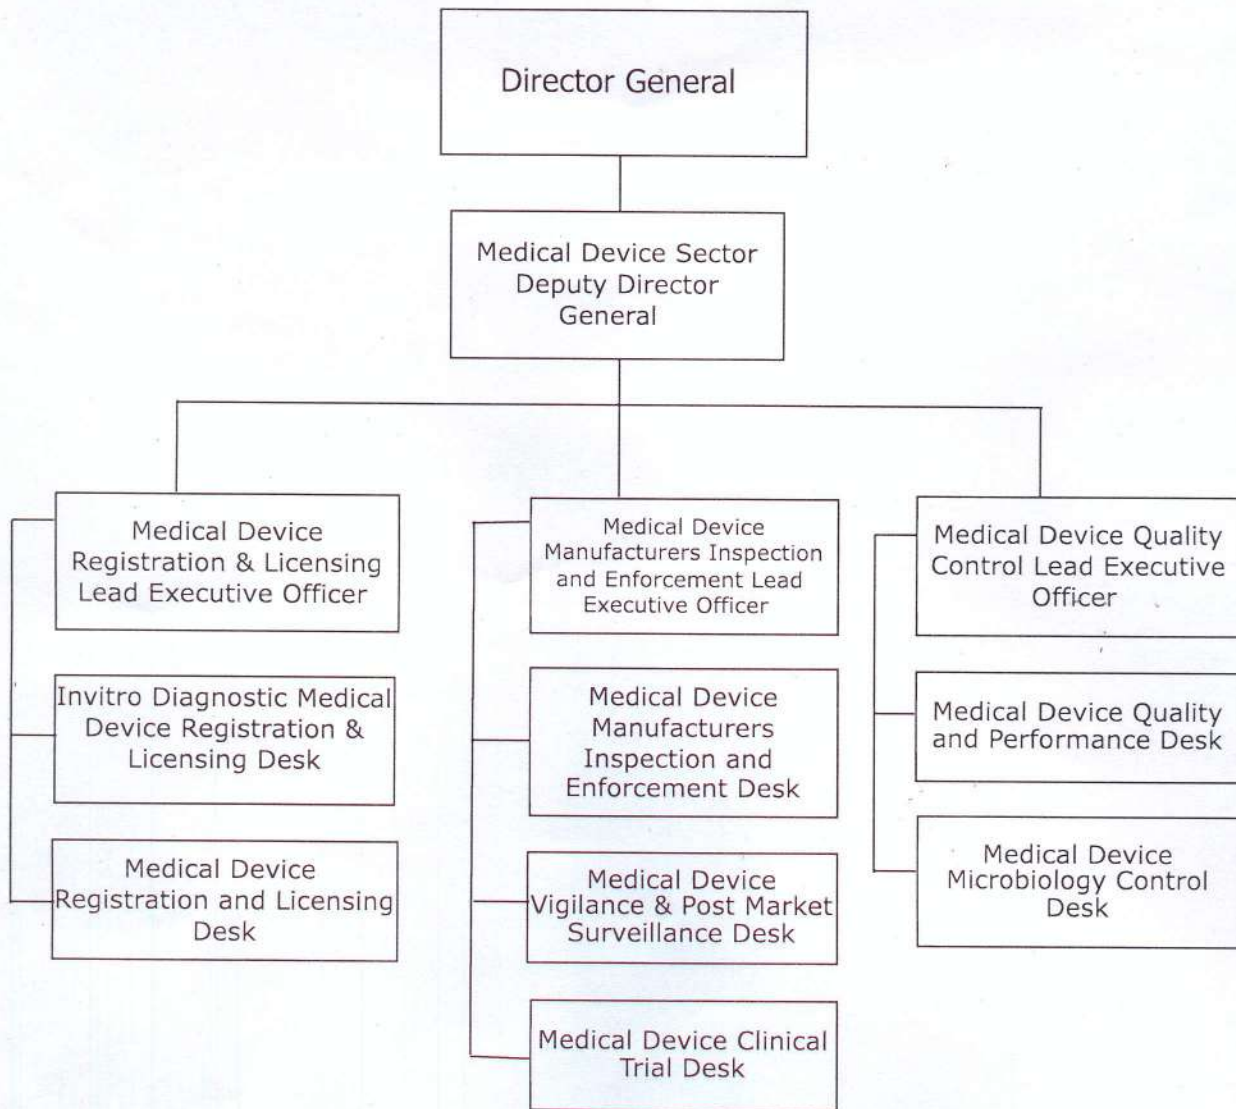 Director General
Medical Device Sector
Deputy Director
General
Medical Device
Registration & Licensing
Lead Executive Officer
Invitro Diagnostic Medical
Device Registration &
Licensing Desk
Medical Device
Registration and Licensing
Desk
Medical Device
Manufacturers Inspection
and Enforcement Lead
Executive Officer
Medical Device
Manufacturers
Inspection and
Enforcement Desk
Medical Device
Vigilance & Post Market
Surveillance Desk
Medical Device Clinical
Trial Desk
Medical Device Quality
Control Lead Executive
Officer
Medical Device Quality
and Performance Desk
Medical Device
Microbiology Control
Desk